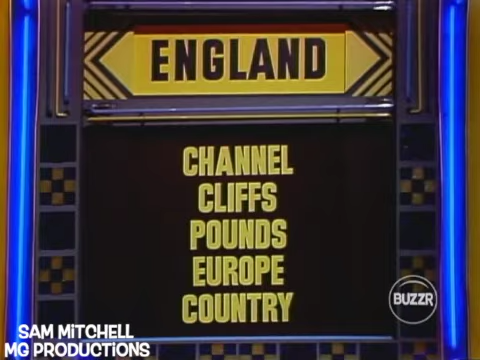 ENGLAND
CHANNEL
CLIFFS
POUNDS
EUROPE
COUNTRY
BUZZR
SAM MITCHELL
MG PRODUCTIONS